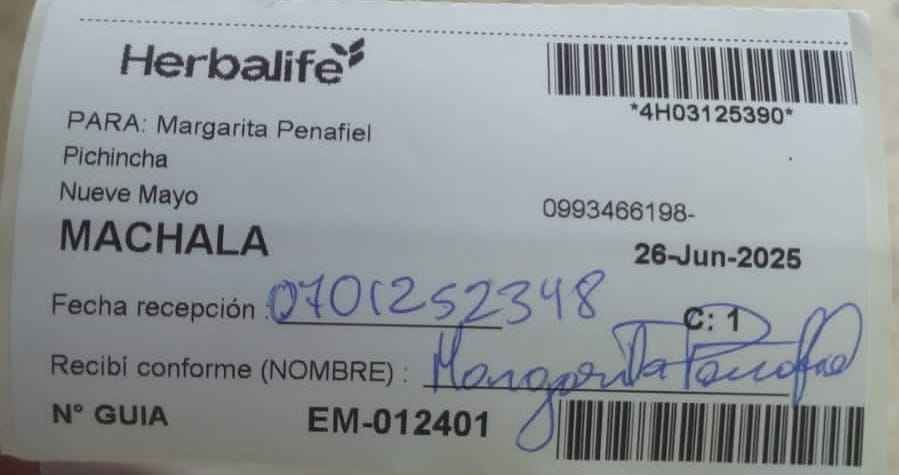 Herbalife
*4H03125390*
PARA: Margarita Penafiel
Pichincha
Nueve Mayo
0993466198-
MACHALA
26-Jun-2025
Fecha recepción : 0701252348
C: 1
Recibí conforme (NOMBRE) : Margarita Penafiel
N° GUIA EM-012401